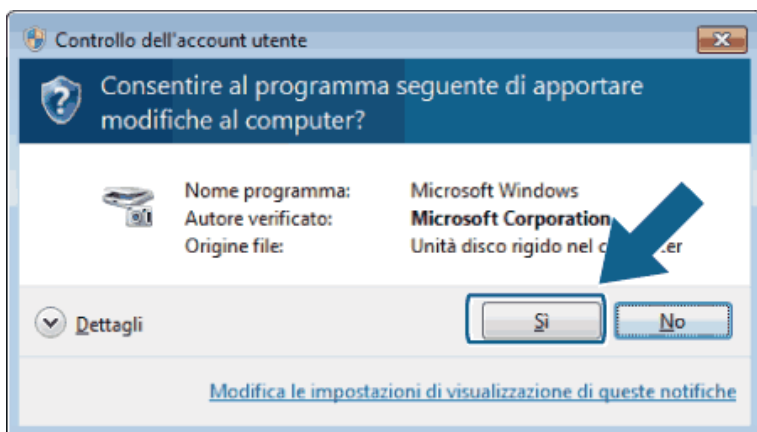 Controllo dell'account utente
Consentire al programma seguente di apportare
modifiche al computer?
Nome programma: Microsoft Windows
Autore verificato: Microsoft Corporation
Origine file: Unità disco rigido nel
Dettagli
Sì No
Modifica le impostazioni di visualizzazione di queste notifiche